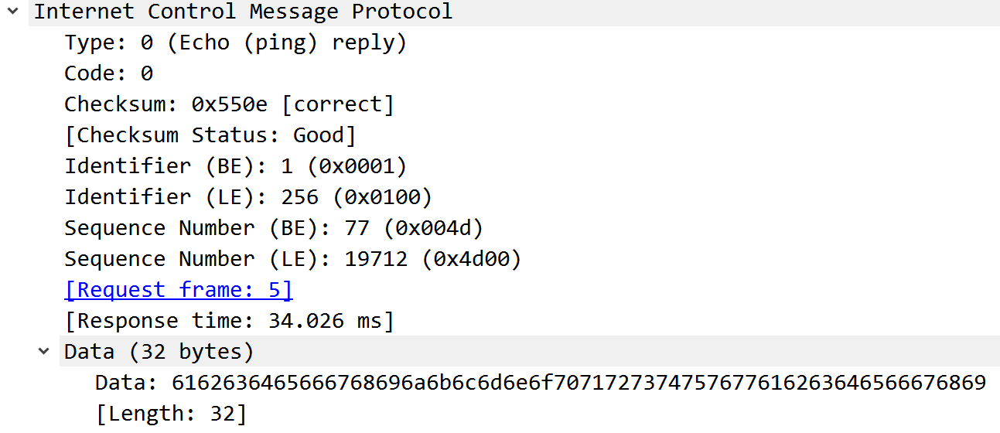 Internet Control Message Protocol
Type: 0 (Echo (ping) reply)
Code: 0
Checksum: 0x550e [correct]
[Checksum Status: Good]
Identifier (BE): 1 (0x0001)
Identifier (LE): 256 (0x0100)
Sequence Number (BE): 77 (0x004d)
Sequence Number (LE): 19712 (0x4d00)
[Request frame: 5]
[Response time: 34.026 ms]
Data (32 bytes)
Data: 6162636465666768696a6b6c6d6e6f7071727374757677616263646566676869
[Length: 32]